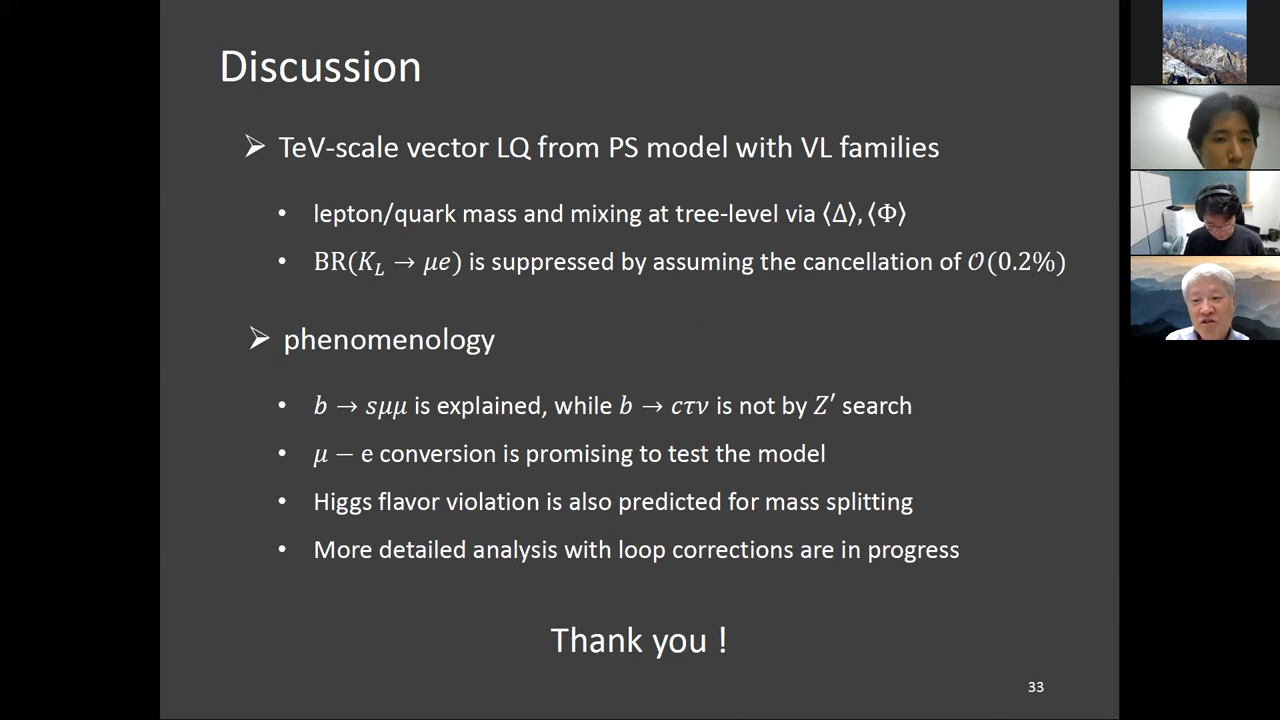 Discussion
➢ TeV-scale vector LQ from PS model with VL families
• lepton/quark mass and mixing at tree-level via ⟨Δ⟩, ⟨Φ⟩
• BR(K_L → μe) is suppressed by assuming the cancellation of 𝒪(0.2%)
➢ phenomenology
• b → sμμ is explained, while b → cτν is not by Z′ search
• μ − e conversion is promising to test the model
• Higgs flavor violation is also predicted for mass splitting
• More detailed analysis with loop corrections are in progress
Thank you !
33